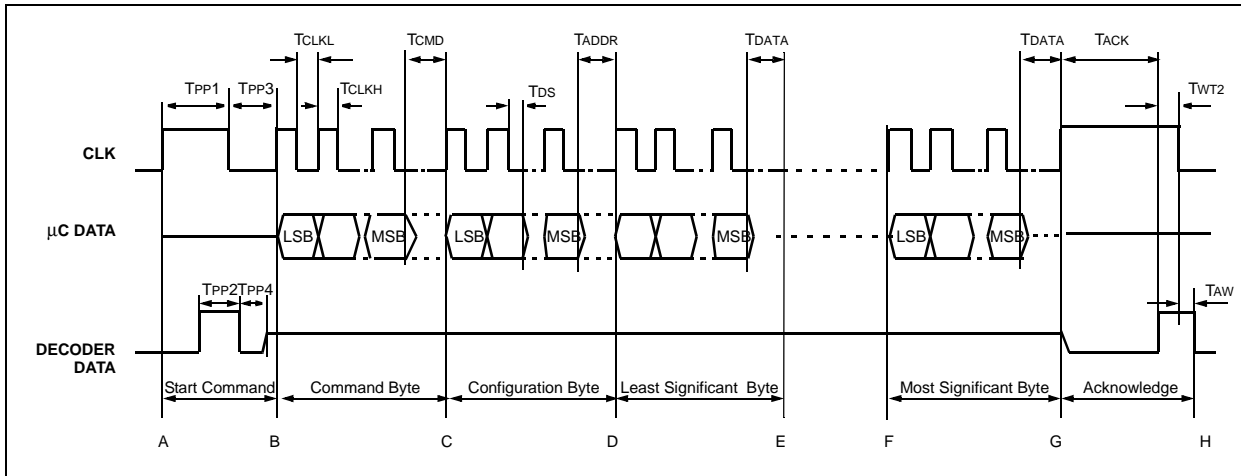 TCLKL TCMD TADDR TDATA TDATA TACK
TPP1 TPP3 TCLKH TDS TWT2
CLK
µC DATA LSB MSB LSB MSB MSB LSB MSB
TPP2 TPP4 TAW
DECODER
DATA
Start Command Command Byte Configuration Byte Least Significant Byte Most Significant Byte Acknowledge
A B C D E F G H